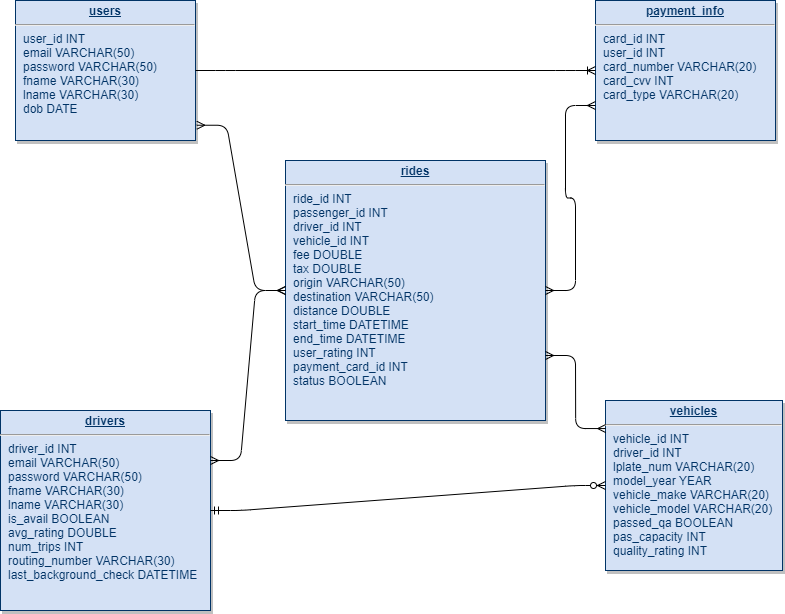 users
user_id INT
email VARCHAR(50)
password VARCHAR(50)
fname VARCHAR(30)
lname VARCHAR(30)
dob DATE
payment_info
card_id INT
user_id INT
card_number VARCHAR(20)
card_cvv INT
card_type VARCHAR(20)
rides
ride_id INT
passenger_id INT
driver_id INT
vehicle_id INT
fee DOUBLE
tax DOUBLE
origin VARCHAR(50)
destination VARCHAR(50)
distance DOUBLE
start_time DATETIME
end_time DATETIME
user_rating INT
payment_card_id INT
status BOOLEAN
drivers
driver_id INT
email VARCHAR(50)
password VARCHAR(50)
fname VARCHAR(30)
lname VARCHAR(30)
is_avail BOOLEAN
avg_rating DOUBLE
num_trips INT
routing_number VARCHAR(30)
last_background_check DATETIME
vehicles
vehicle_id INT
driver_id INT
lplate_num VARCHAR(20)
model_year YEAR
vehicle_make VARCHAR(20)
vehicle_model VARCHAR(20)
passed_qa BOOLEAN
pas_capacity INT
quality_rating INT